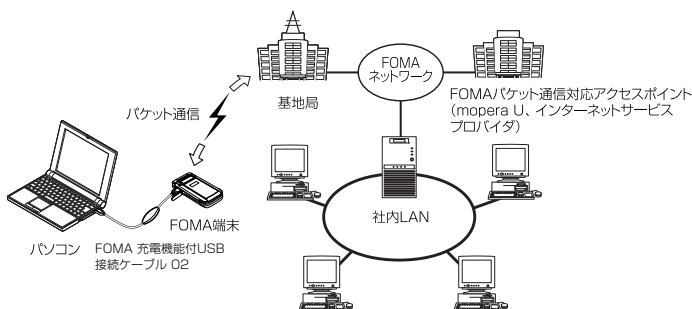 FOMA
ネットワーク
基地局
FOMAパケット通信対応アクセスポイント
(mopera U、インターネットサービス
プロバイダ)
パケット通信
社内LAN
FOMA端末
パソコン
FOMA 充電機能付USB
接続ケーブル 02